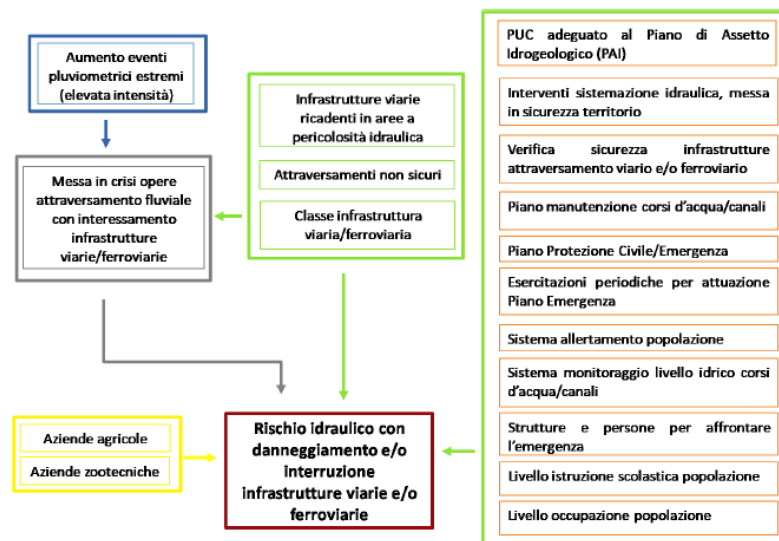 Aumento eventi
pluviometrici estremi
(elevata intensità)
Messa in crisi opere
attraversamento fluviale
con interessamento
infrastrutture
viarie/ferroviarie
Infrastrutture viarie
ricadenti in aree a
pericolosità idraulica
Attraversamenti non sicuri
Classe infrastruttura
viaria/ferroviaria
Aziende agricole
Aziende zootecniche
Rischio idraulico con
danneggiamento e/o
interruzione
infrastrutture viarie e/o
ferroviarie
PUC adeguato al Piano di Assetto
Idrogeologico (PAI)
Interventi sistemazione idraulica, messa
in sicurezza territorio
Verifica sicurezza infrastrutture
attraversamento viario e/o ferroviario
Piano manutenzione corsi d'acqua/canali
Piano Protezione Civile/Emergenza
Esercitazioni periodiche per attuazione
Piano Emergenza
Sistema allertamento popolazione
Sistema monitoraggio livello idrico corsi
d'acqua/canali
Strutture e persone per affrontare
l'emergenza
Livello istruzione scolastica popolazione
Livello occupazione popolazione